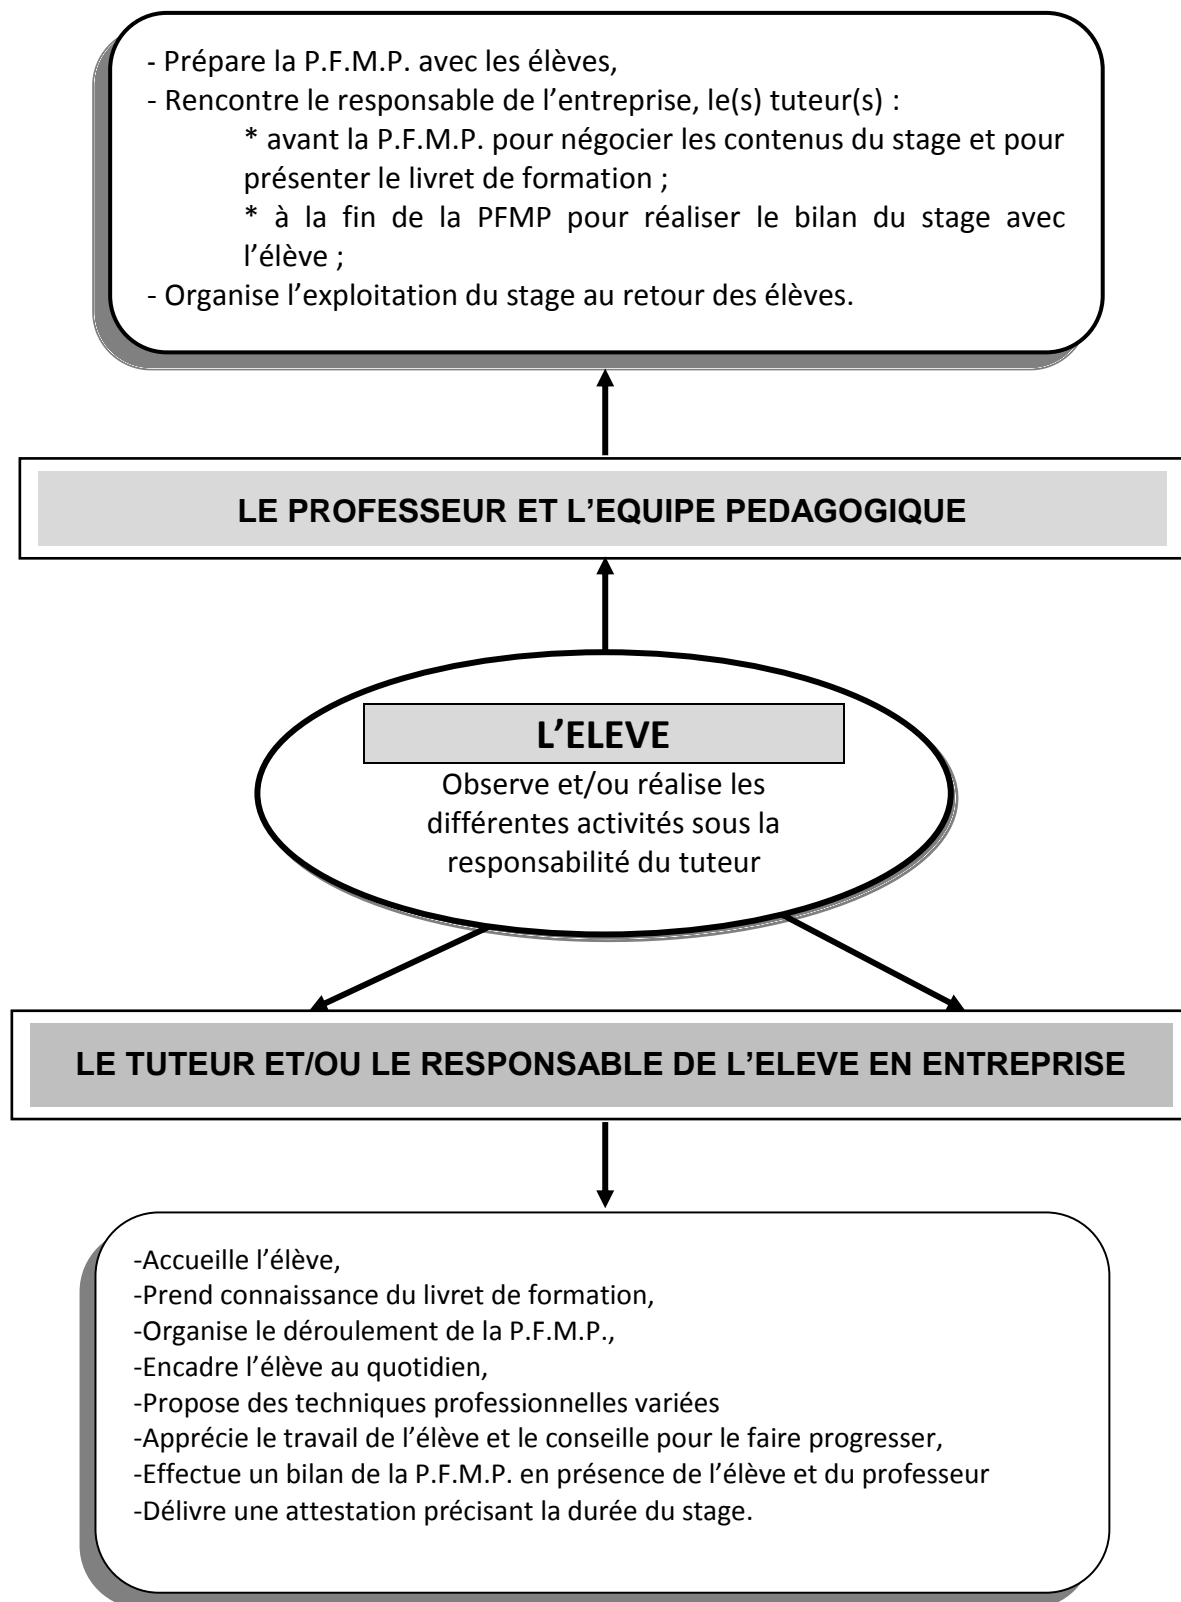 - Prépare la P.F.M.P. avec les élèves,
- Rencontre le responsable de l’entreprise, le(s) tuteur(s) :
* avant la P.F.M.P. pour négocier les contenus du stage et pour
présenter le livret de formation ;
* à la fin de la PFMP pour réaliser le bilan du stage avec
l’élève ;
- Organise l’exploitation du stage au retour des élèves.
LE PROFESSEUR ET L’EQUIPE PEDAGOGIQUE
L’ELEVE
Observe et/ou réalise les
différentes activités sous la
responsabilité du tuteur
LE TUTEUR ET/OU LE RESPONSABLE DE L’ELEVE EN ENTREPRISE
-Accueille l’élève,
-Prend connaissance du livret de formation,
-Organise le déroulement de la P.F.M.P.,
-Encadre l’élève au quotidien,
-Propose des techniques professionnelles variées
-Apprécie le travail de l’élève et le conseille pour le faire progresser,
-Effectue un bilan de la P.F.M.P. en présence de l’élève et du professeur
-Délivre une attestation précisant la durée du stage.